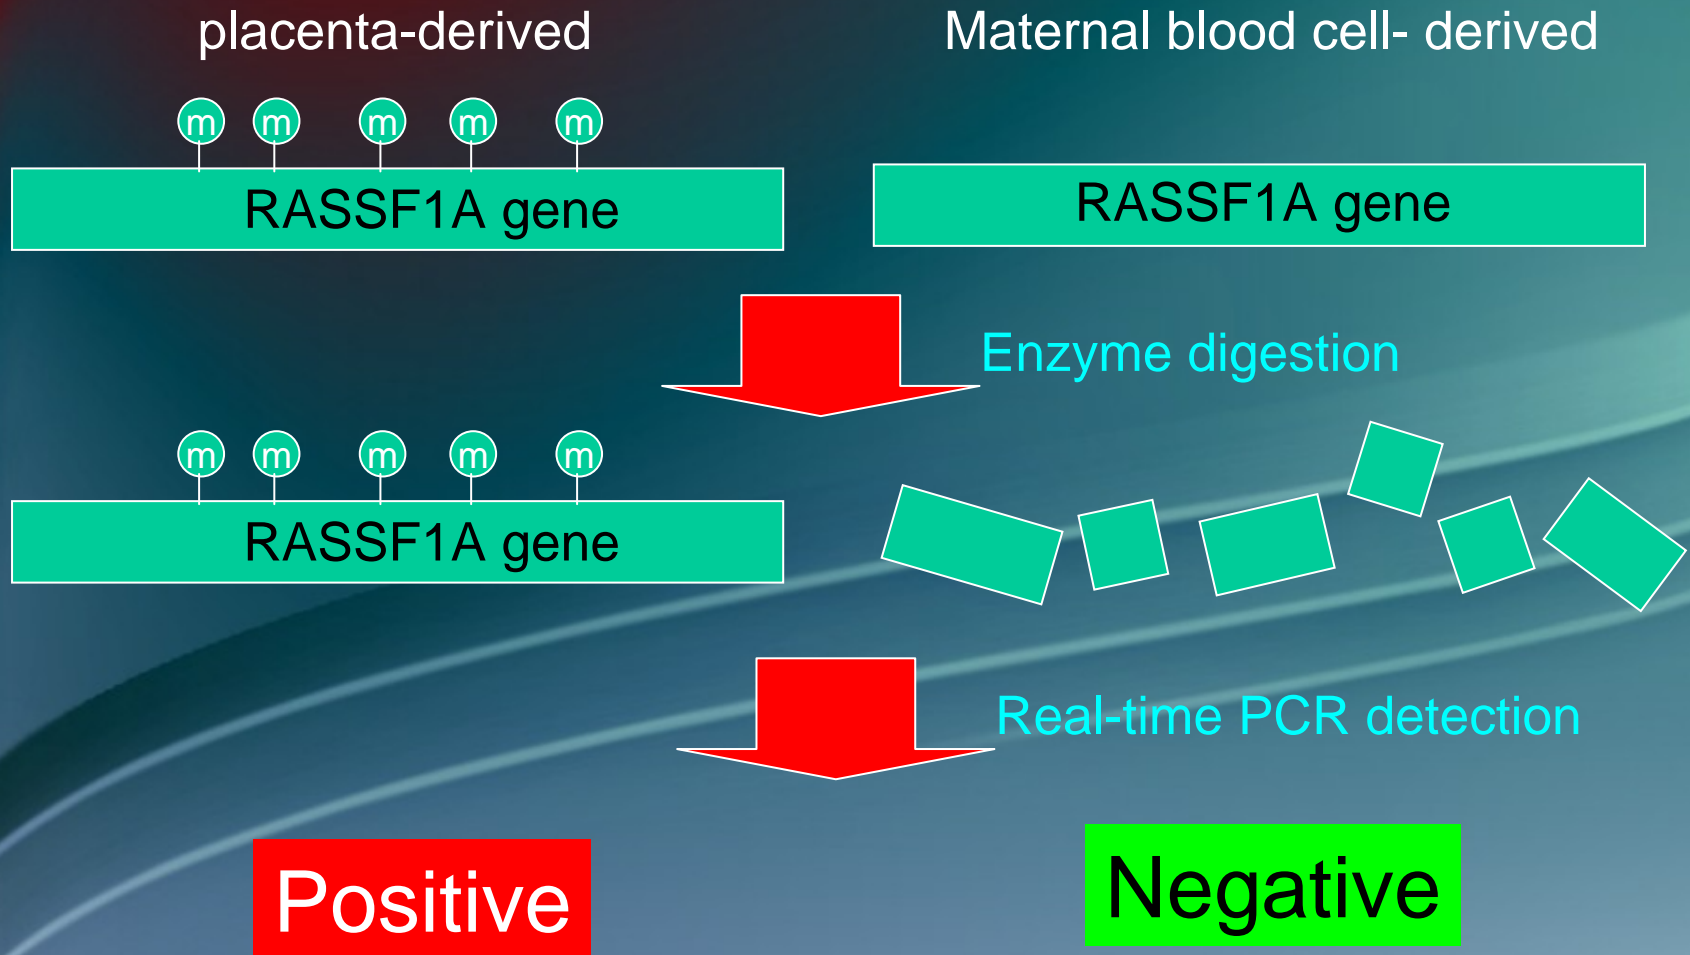 placenta-derived
Maternal blood cell- derived
m m m m m
RASSF1A gene
RASSF1A gene
Enzyme digestion
m m m m m
RASSF1A gene
Real-time PCR detection
Positive
Negative